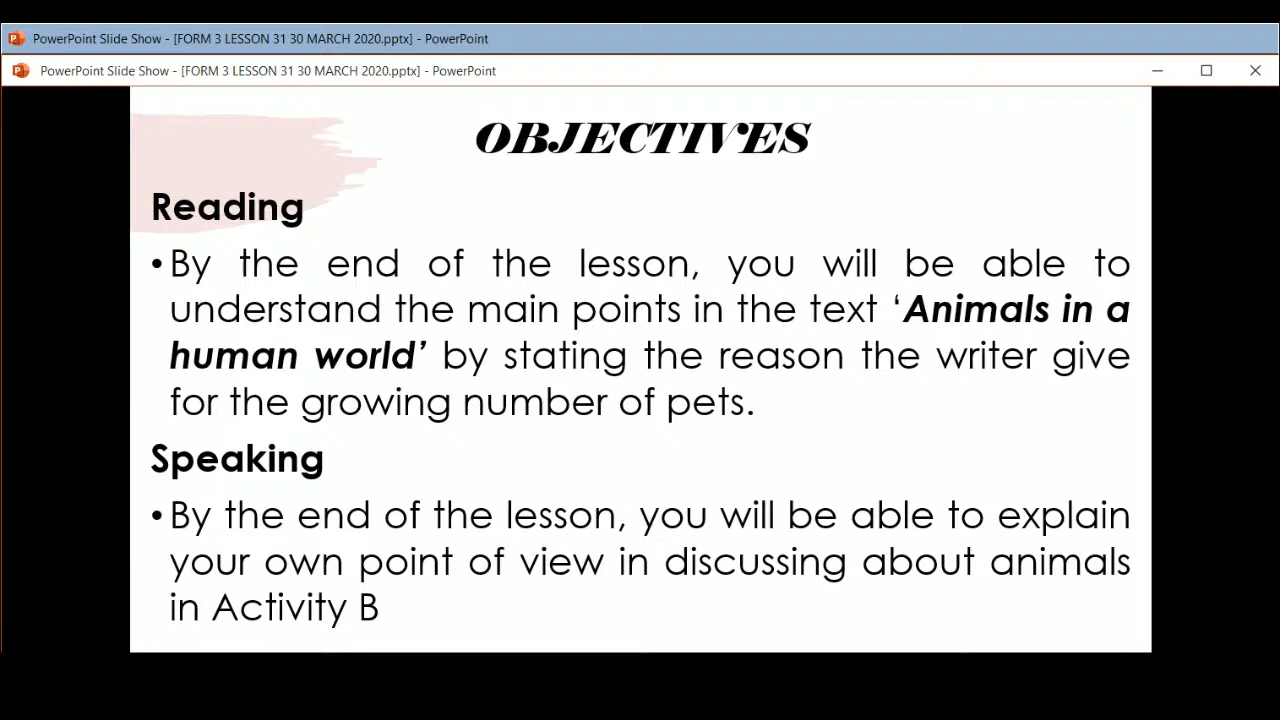 PowerPoint Slide Show - [FORM 3 LESSON 31 30 MARCH 2020.pptx] - PowerPoint
PowerPoint Slide Show - [FORM 3 LESSON 31 30 MARCH 2020.pptx] - PowerPoint
OBJECTIVES
Reading
• By the end of the lesson, you will be able to
understand the main points in the text ‘Animals in a
human world’ by stating the reason the writer give
for the growing number of pets.
Speaking
• By the end of the lesson, you will be able to explain
your own point of view in discussing about animals
in Activity B